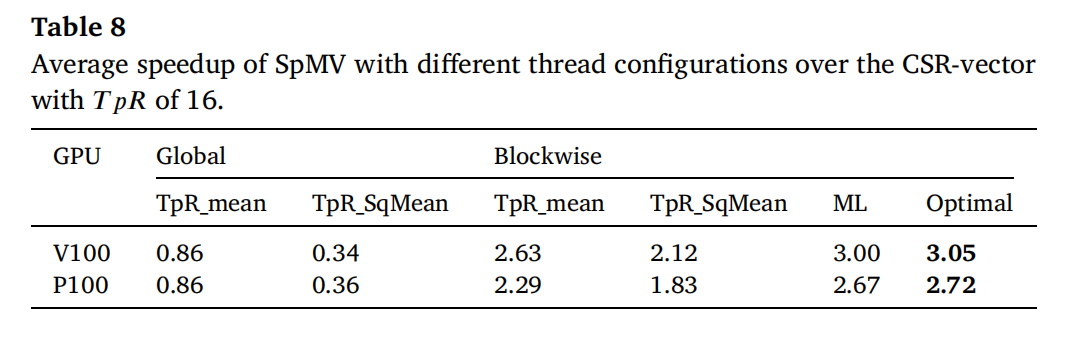 Table 8
Average speedup of SpMV with different thread configurations over the CSR-vector
with TpR of 16.
GPU Global Blockwise
TpR_mean TpR_SqMean TpR_mean TpR_SqMean ML Optimal
V100 0.86 0.34 2.63 2.12 3.00 3.05
P100 0.86 0.36 2.29 1.83 2.67 2.72